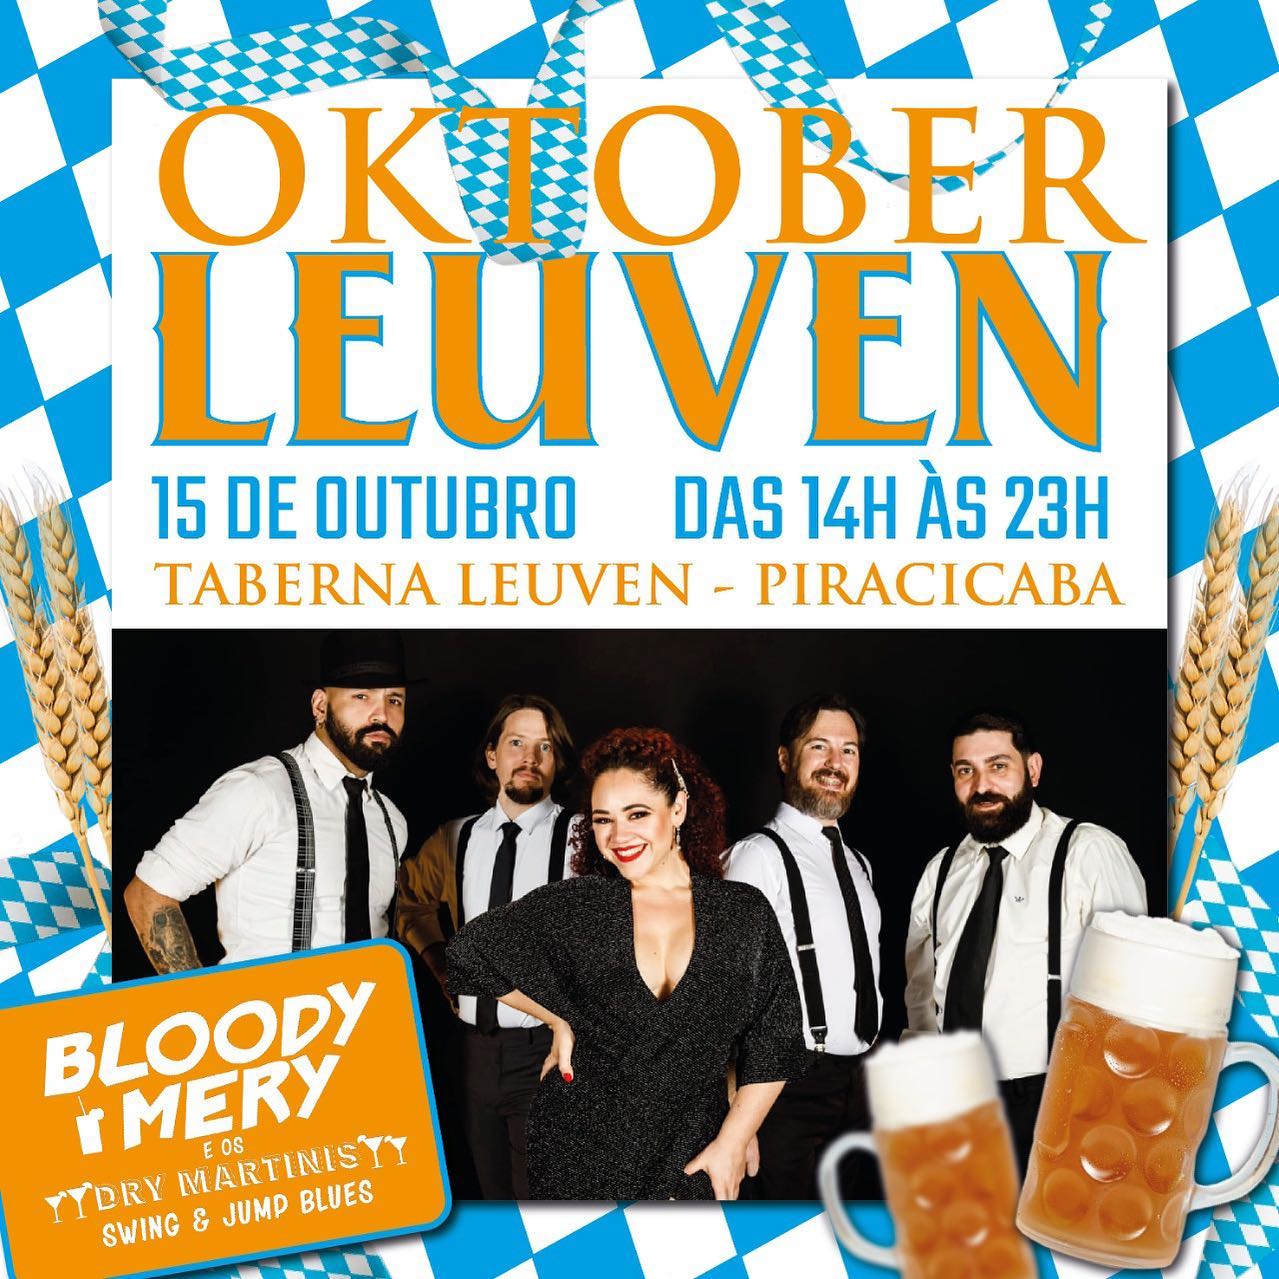 OKTOBER
LEUVEN
15 DE OUTUBRO DAS 14H ÀS 23H
TABERNA LEUVEN - PIRACICABA
BLOODY
MERY
E OS
DRY MARTINIS
SWING & JUMP BLUES